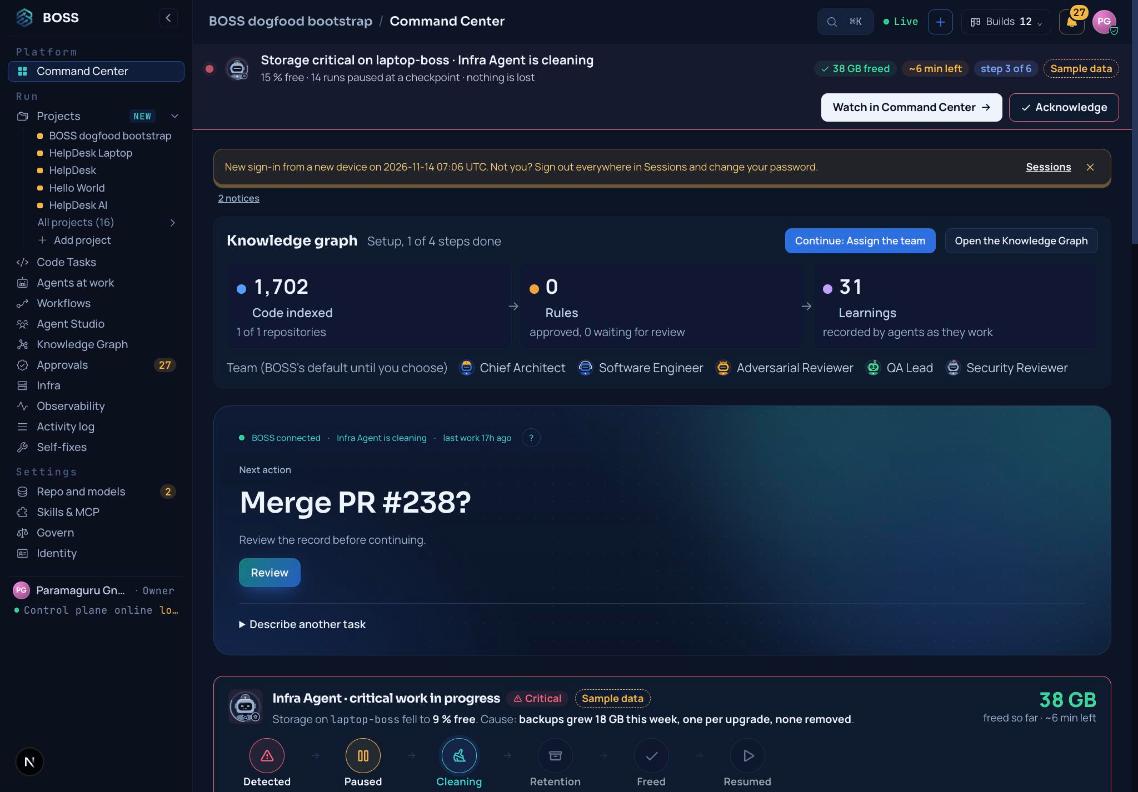 BOSS
Platform
Command Center
Run
Projects NEW
BOSS dogfood bootstrap
HelpDesk Laptop
HelpDesk
Hello World
HelpDesk AI
All projects (16)
Add project
Code Tasks
Agents at work
Workflows
Agent Studio
Knowledge Graph
Approvals 27
Infra
Observability
Activity log
Self-fixes
Settings
Repo and models 2
Skills & MCP
Govern
Identity
PG Paramaguru Gn... · Owner
Control plane online lo...
N
BOSS dogfood bootstrap / Command Center
⌘K
Live
Builds 12
27
PG
Storage critical on laptop-boss · Infra Agent is cleaning
15 % free · 14 runs paused at a checkpoint · nothing is lost
✓ 38 GB freed ~6 min left step 3 of 6 Sample data
Watch in Command Center → ✓ Acknowledge
New sign-in from a new device on 2026-11-14 07:06 UTC. Not you? Sign out everywhere in Sessions and change your password. Sessions
2 notices
Knowledge graph Setup, 1 of 4 steps done
Continue: Assign the team Open the Knowledge Graph
1,702
Code indexed
1 of 1 repositories
→
0
Rules
approved, 0 waiting for review
→
31
Learnings
recorded by agents as they work
Team (BOSS's default until you choose) Chief Architect Software Engineer Adversarial Reviewer QA Lead Security Reviewer
BOSS connected · Infra Agent is cleaning · last work 17h ago ?
Next action
Merge PR #238?
Review the record before continuing.
Review
▶ Describe another task
Infra Agent · critical work in progress Critical Sample data
Storage on laptop-boss fell to 9 % free. Cause: backups grew 18 GB this week, one per upgrade, none removed.
38 GB
freed so far · ~6 min left
Detected Paused Cleaning Retention Freed Resumed